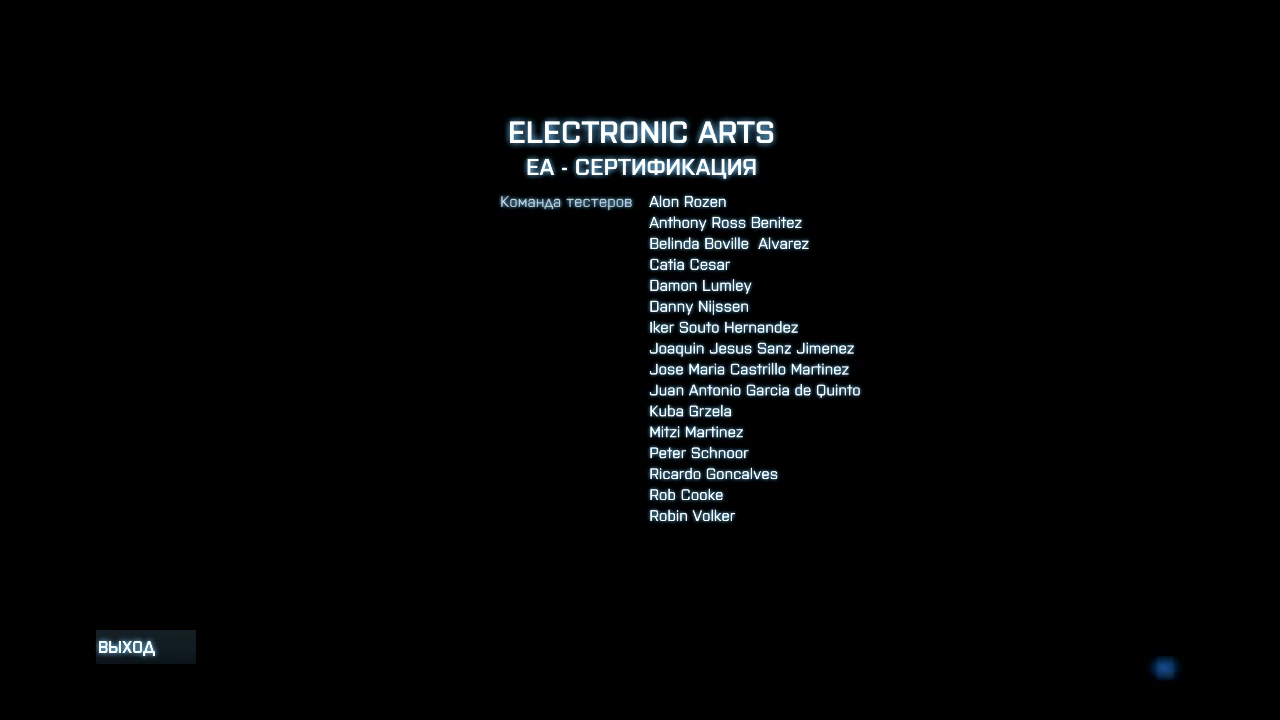 ELECTRONIC ARTS
EA - СЕРТИФИКАЦИЯ
Команда тестеров Alon Rozen
Anthony Ross Benitez
Belinda Boville  Alvarez
Catia Cesar
Damon Lumley
Danny Nijssen
Iker Souto Hernandez
Joaquin Jesus Sanz Jimenez
Jose Maria Castrillo Martinez
Juan Antonio Garcia de Quinto
Kuba Grzela
Mitzi Martinez
Peter Schnoor
Ricardo Goncalves
Rob Cooke
Robin Volker
ВЫХОД